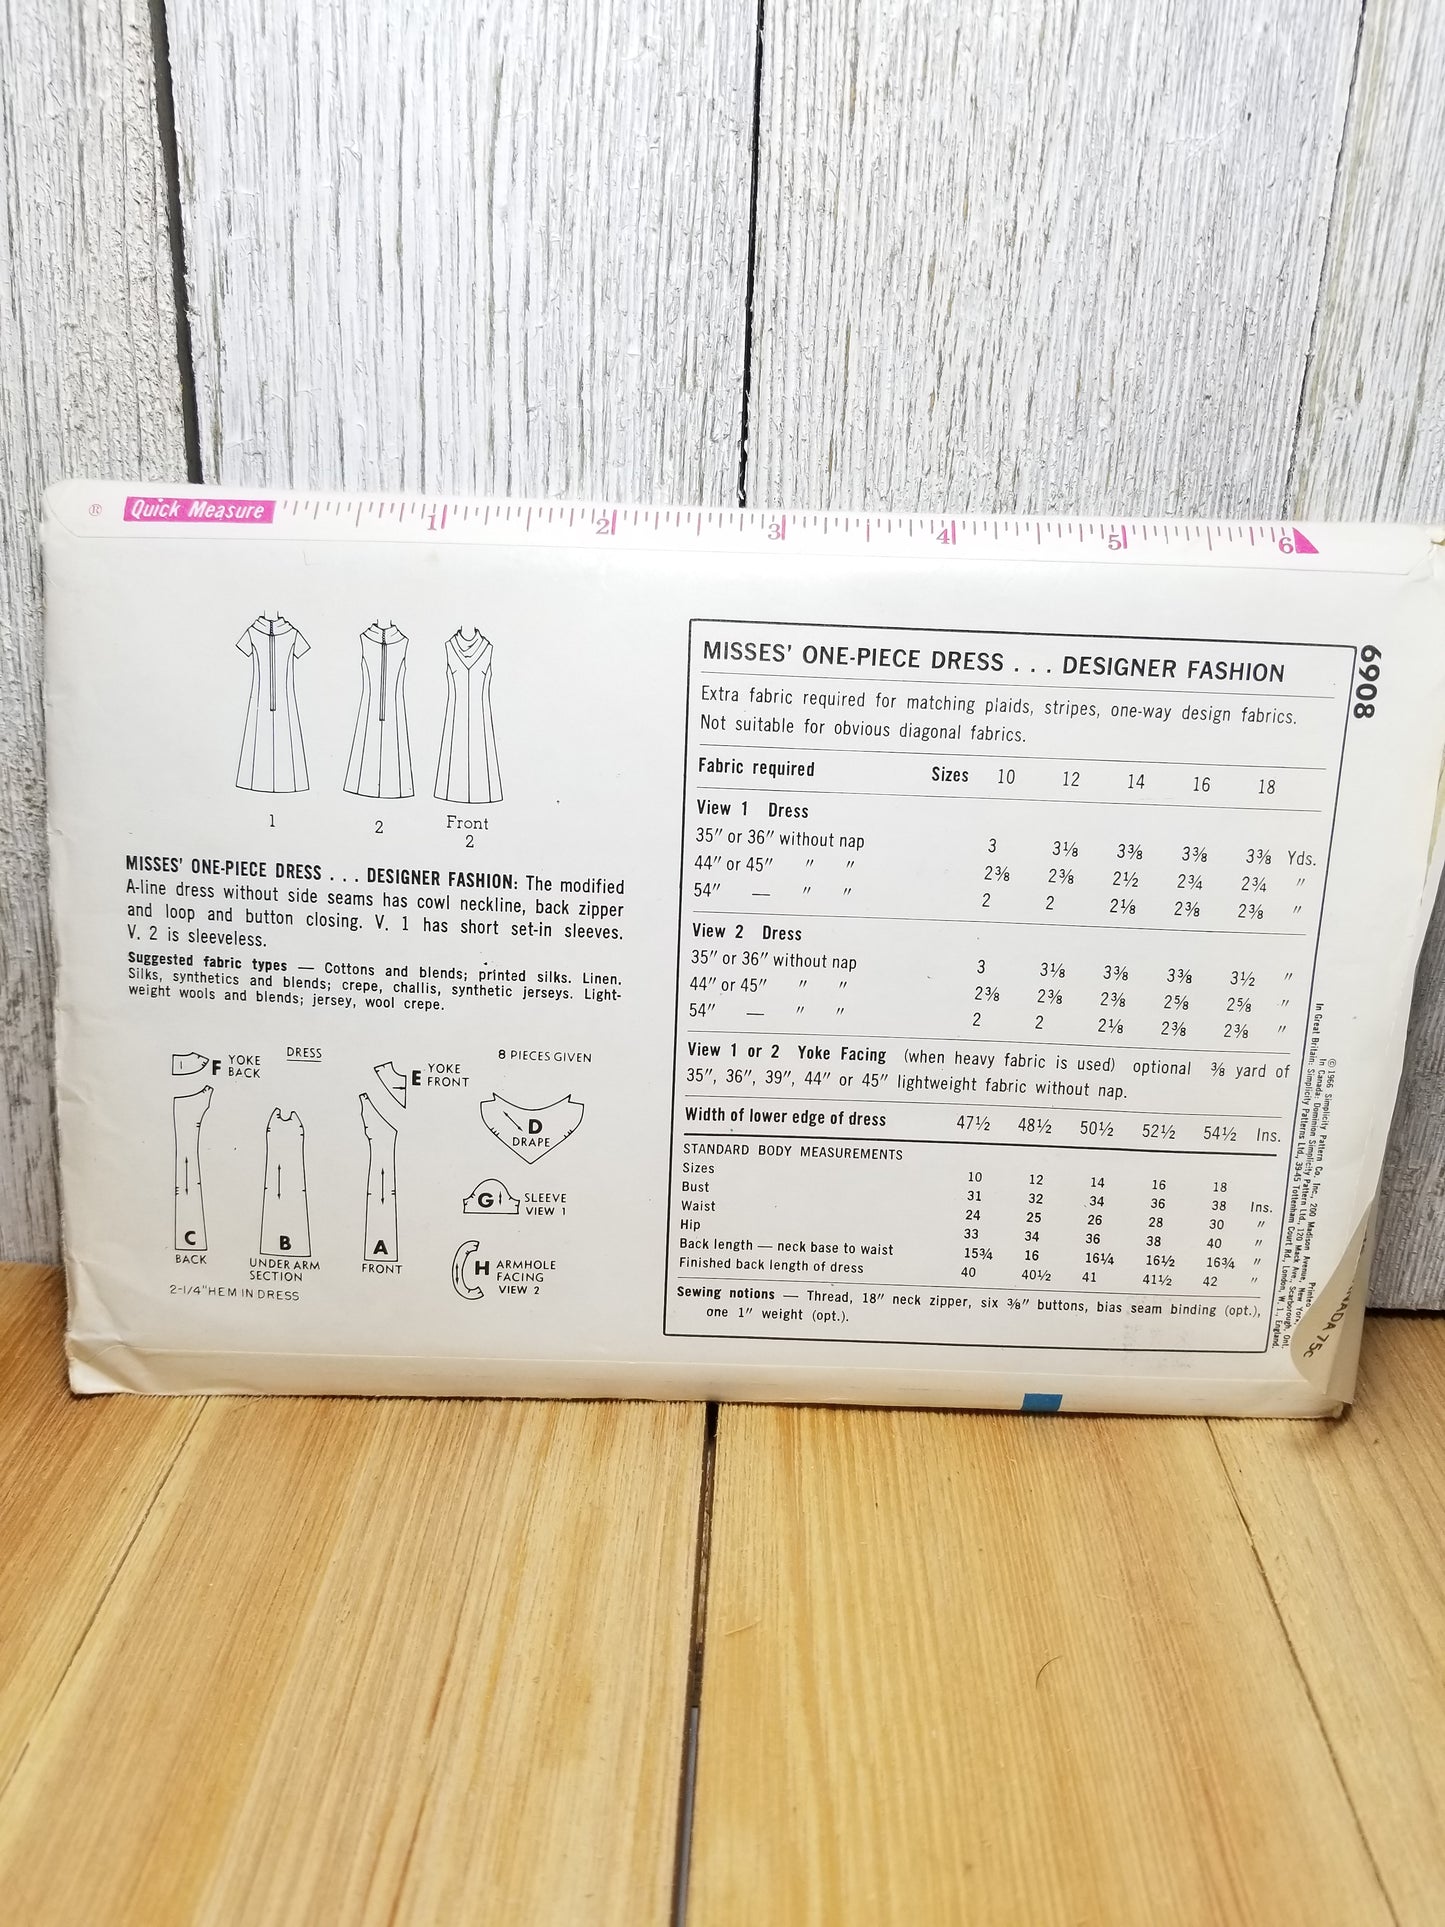 ® Quick Measure 1 2 3 4 5 6
1
2
Front
2
MISSES' ONE-PIECE DRESS . . . DESIGNER FASHION: The modified
A-line dress without side seams has cowl neckline, back zipper
and loop and button closing. V. 1 has short set-in sleeves.
V. 2 is sleeveless.
Suggested fabric types — Cottons and blends; printed silks. Linen.
Silks, synthetics and blends; crepe, challis, synthetic jerseys. Light-
weight wools and blends; jersey, wool crepe.
DRESS
8 PIECES GIVEN
F YOKE
BACK
E YOKE
FRONT
D
DRAPE
G SLEEVE
VIEW 1
C
BACK
B
UNDER ARM
SECTION
A
FRONT
H ARMHOLE
FACING
VIEW 2
2-1/4"HEM IN DRESS
6908
MISSES' ONE-PIECE DRESS . . . DESIGNER FASHION
Extra fabric required for matching plaids, stripes, one-way design fabrics.
Not suitable for obvious diagonal fabrics.
Fabric required Sizes 10 12 14 16 18
View 1 Dress
35" or 36" without nap 3 3⅛ 3⅜ 3⅜ 3⅜ Yds.
44" or 45" " " 2⅜ 2⅜ 2½ 2¾ 2¾ "
54" — " " 2 2 2⅛ 2⅜ 2⅜ "
View 2 Dress
35" or 36" without nap 3 3⅛ 3⅜ 3⅜ 3½ "
44" or 45" " " 2⅜ 2⅜ 2⅜ 2⅝ 2⅝ "
54" — " " 2 2 2⅛ 2⅜ 2⅜ "
View 1 or 2 Yoke Facing (when heavy fabric is used) optional ⅜ yard of
35", 36", 39", 44" or 45" lightweight fabric without nap.
Width of lower edge of dress 47½ 48½ 50½ 52½ 54½ Ins.
STANDARD BODY MEASUREMENTS
Sizes 10 12 14 16 18
Bust 31 32 34 36 38 Ins.
Waist 24 25 26 28 30 "
Hip 33 34 36 38 40 "
Back length — neck base to waist 15¾ 16 16¼ 16½ 16¾ "
Finished back length of dress 40 40½ 41 41½ 42 "
Sewing notions — Thread, 18" neck zipper, six ⅜" buttons, bias seam binding (opt.),
one 1" weight (opt.).
© 1966 Simplicity Pattern Co. Inc., 200 Madison Avenue, New York, Printed
In Canada: Dominion Simplicity Pattern Ltd., 120 Mack Ave., Scarborough, Ont.
In Great Britain: Simplicity Patterns Ltd., 39-45 Tottenham Court Rd., London, W. 1., England.
75c